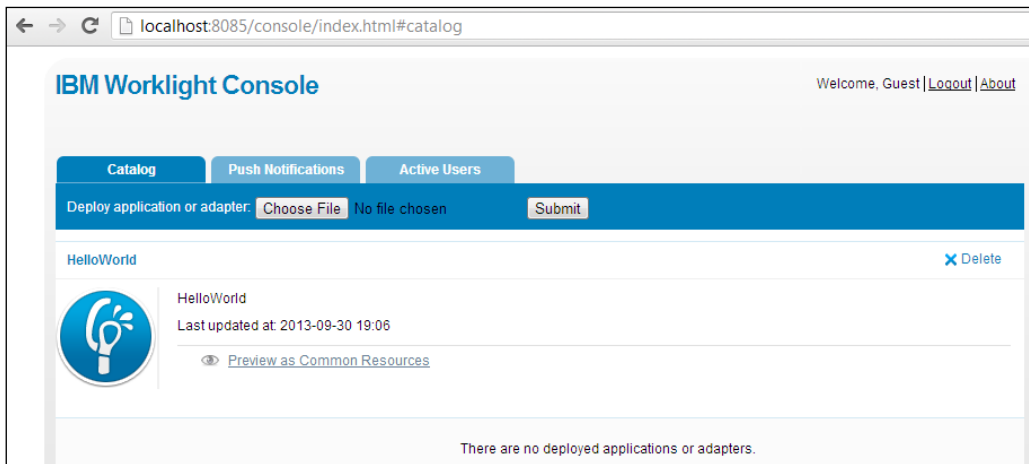 localhost:8085/console/index.html#catalog
IBM Worklight Console
Welcome, Guest | Logout | About
Catalog
Push Notifications
Active Users
Deploy application or adapter: Choose File No file chosen Submit
HelloWorld
Delete
HelloWorld
Last updated at: 2013-09-30 19:06
Preview as Common Resources
There are no deployed applications or adapters.